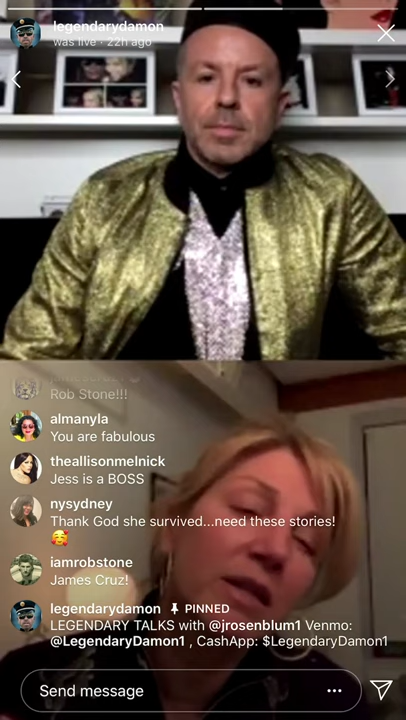 legendarydamon
was live · 22h ago
Rob Stone!!!
almanyla
You are fabulous
theallisonmelnick
Jess is a BOSS
nysydney
Thank God she survived...need these stories!
🥰
iamrobstone
James Cruz!
legendarydamon PINNED
LEGENDARY TALKS with @jrosenblum1 Venmo:
@LegendaryDamon1 , CashApp: $LegendaryDamon1
Send message